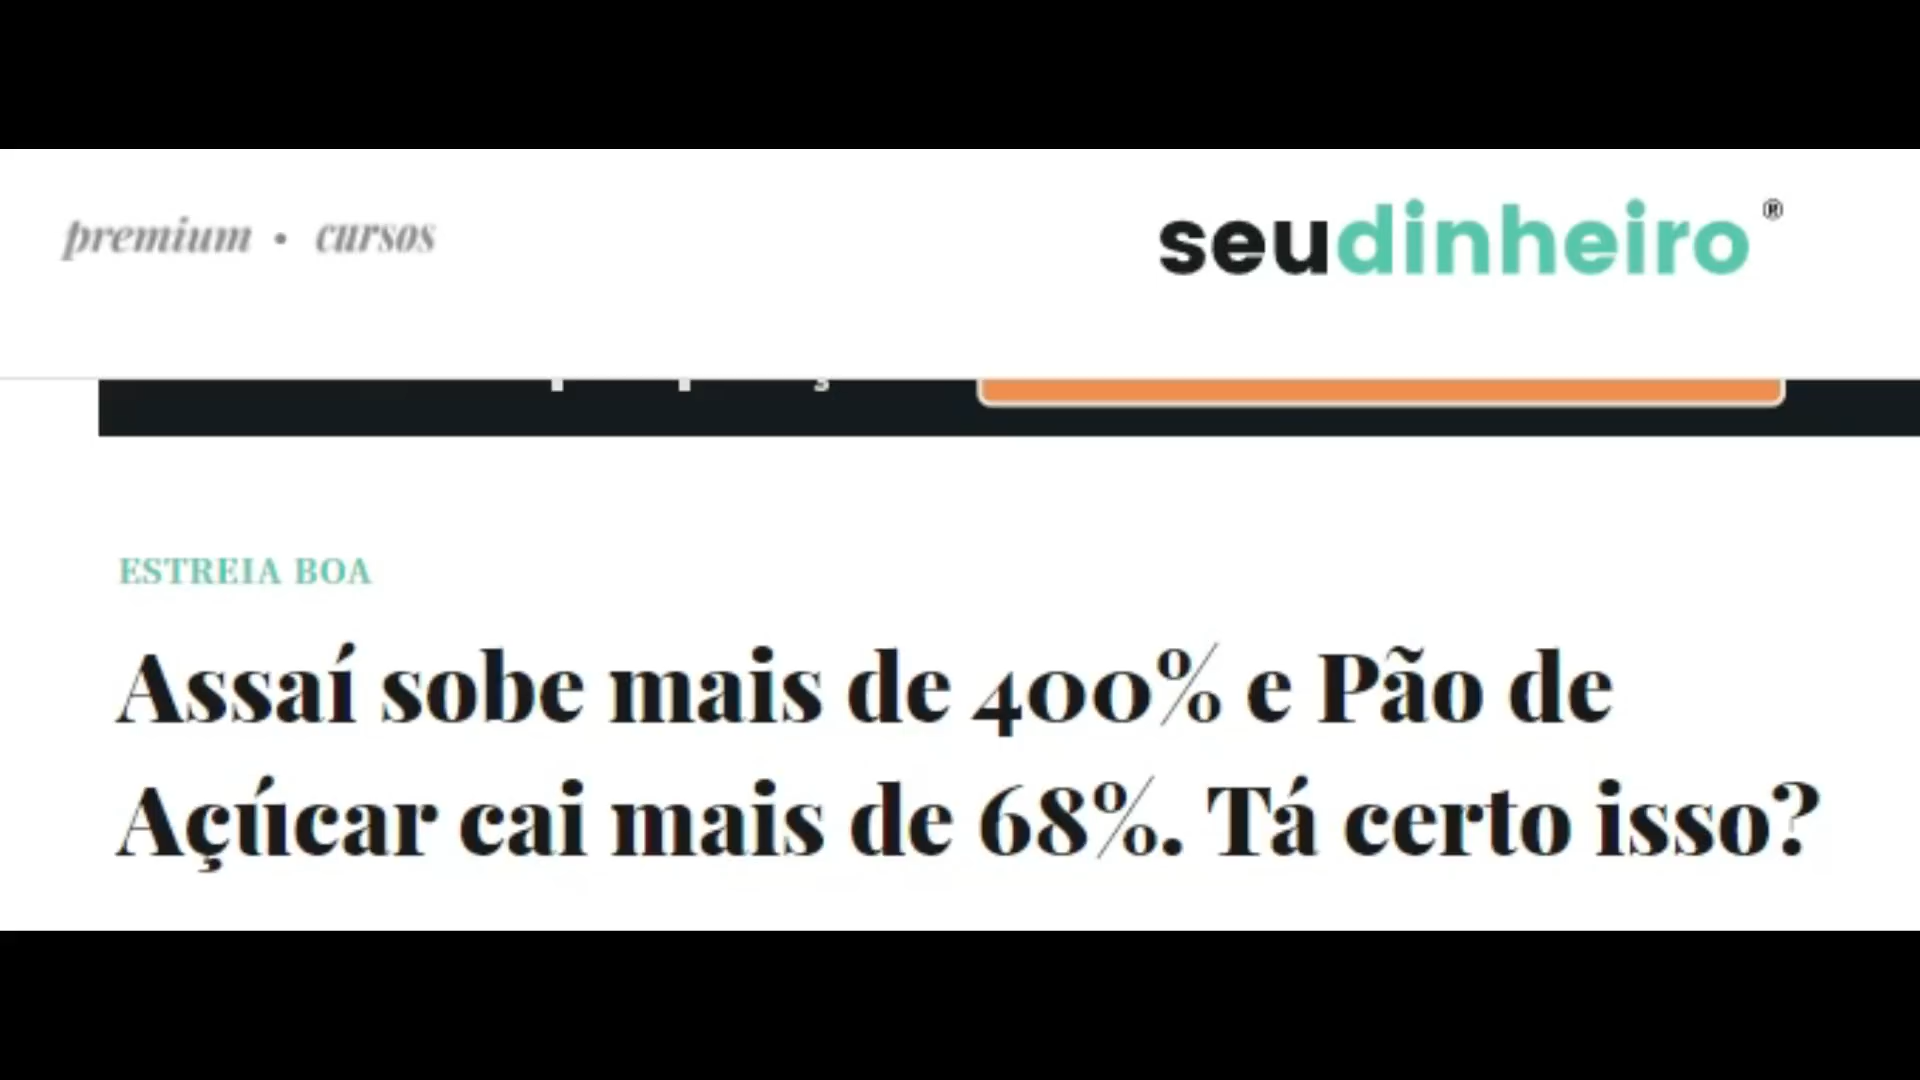 premium • cursos
seudinheiro®
ESTREIA BOA
Assaí sobe mais de 400% e Pão de
Açúcar cai mais de 68%. Tá certo isso?